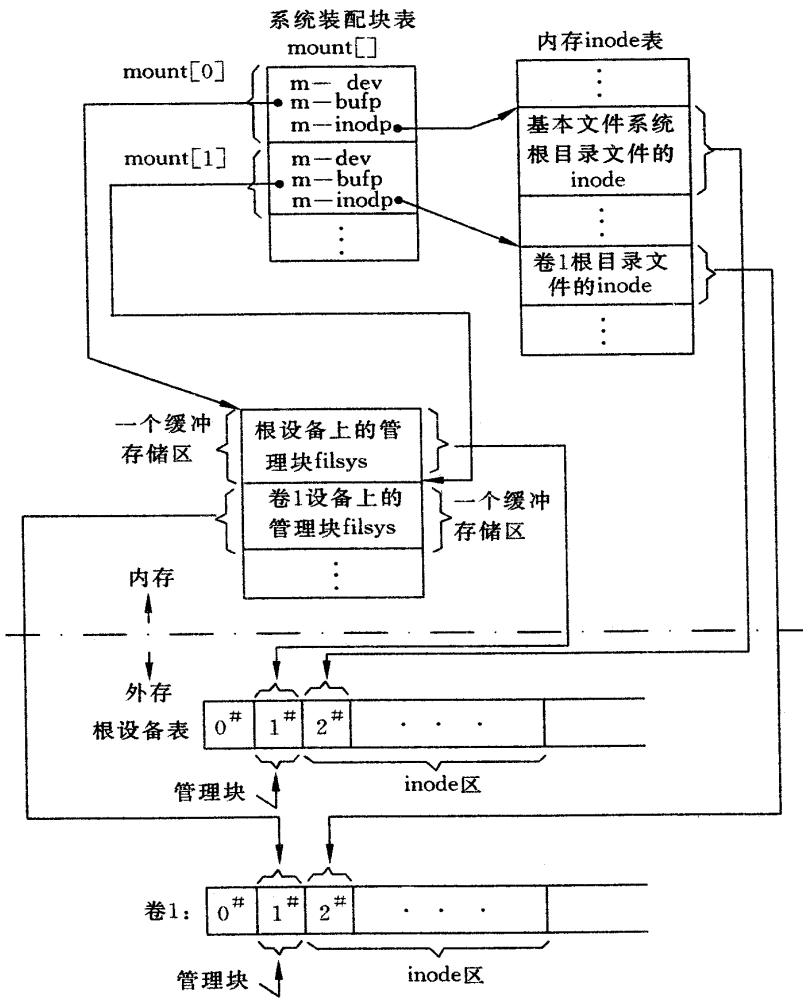 系统装配块表
mount[]
内存inode表
mount[0]
m— dev
m—bufp
m—inodp
mount[1]
m—dev
m—bufp
m—inodp
⋮
⋮
基本文件系统
根目录文件的
inode
⋮
卷1根目录文
件的inode
⋮
一个缓冲
存储区
根设备上的管
理块filsys
卷1设备上的
管理块filsys
一个缓冲
存储区
⋮
内存
外存
根设备表
0# 1# 2# · · ·
管理块
inode区
卷1:
0# 1# 2# · · ·
管理块
inode区